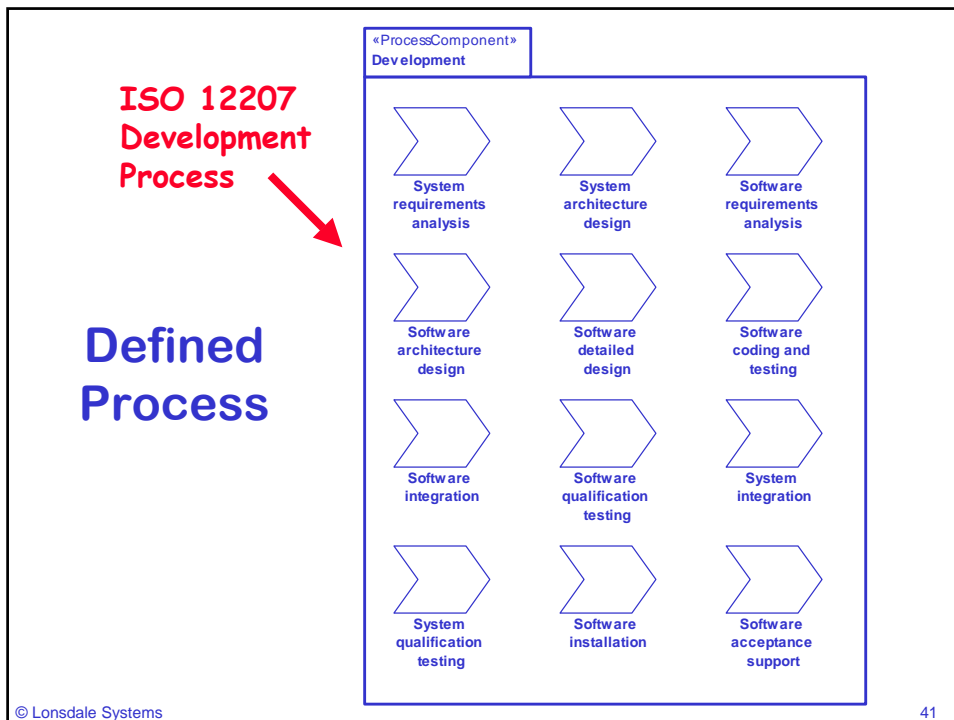 «ProcessComponent»
Development
ISO 12207
Development
Process
Defined
Process
System
requirements
analysis
System
architecture
design
Software
requirements
analysis
Software
architecture
design
Software
detailed
design
Software
coding and
testing
Software
integration
Software
qualification
testing
System
integration
System
qualification
testing
Software
installation
Software
acceptance
support
© Lonsdale Systems
41